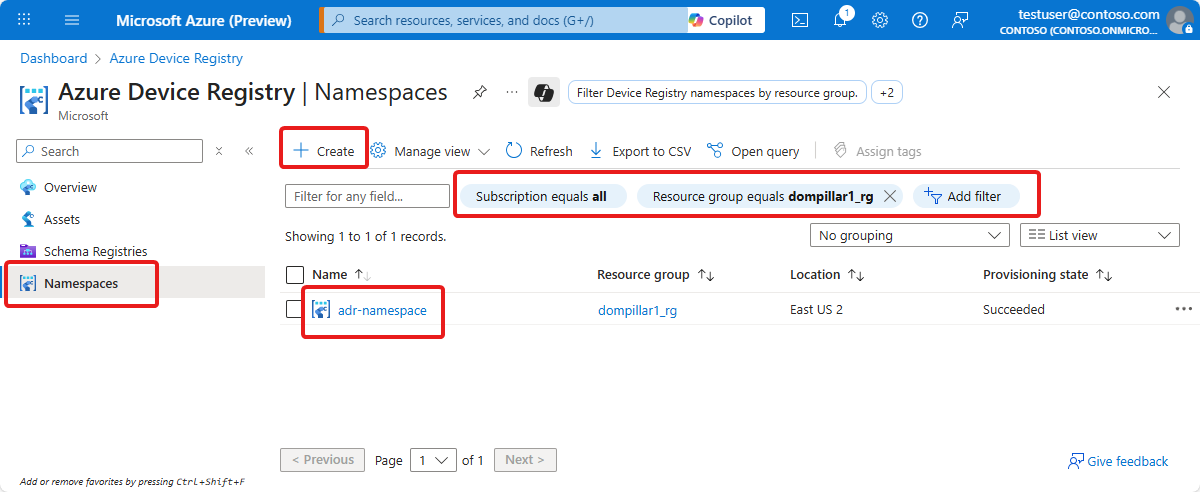 Microsoft Azure (Preview)
Search resources, services, and docs (G+/)
Copilot
1
testuser@contoso.com
CONTOSO (CONTOSO.ONMICRO...
Dashboard > Azure Device Registry
Azure Device Registry | Namespaces
Microsoft
Filter Device Registry namespaces by resource group.
+2
Search
Create
Manage view
Refresh
Export to CSV
Open query
Assign tags
Overview
Assets
Schema Registries
Namespaces
Filter for any field...
Subscription equals all
Resource group equals dompillar1_rg
Add filter
Showing 1 to 1 of 1 records.
No grouping
List view
Name
Resource group
Location
Provisioning state
adr-namespace
dompillar1_rg
East US 2
Succeeded
< Previous
Page
1
of 1
Next >
Give feedback
Add or remove favorites by pressing Ctrl+Shift+F